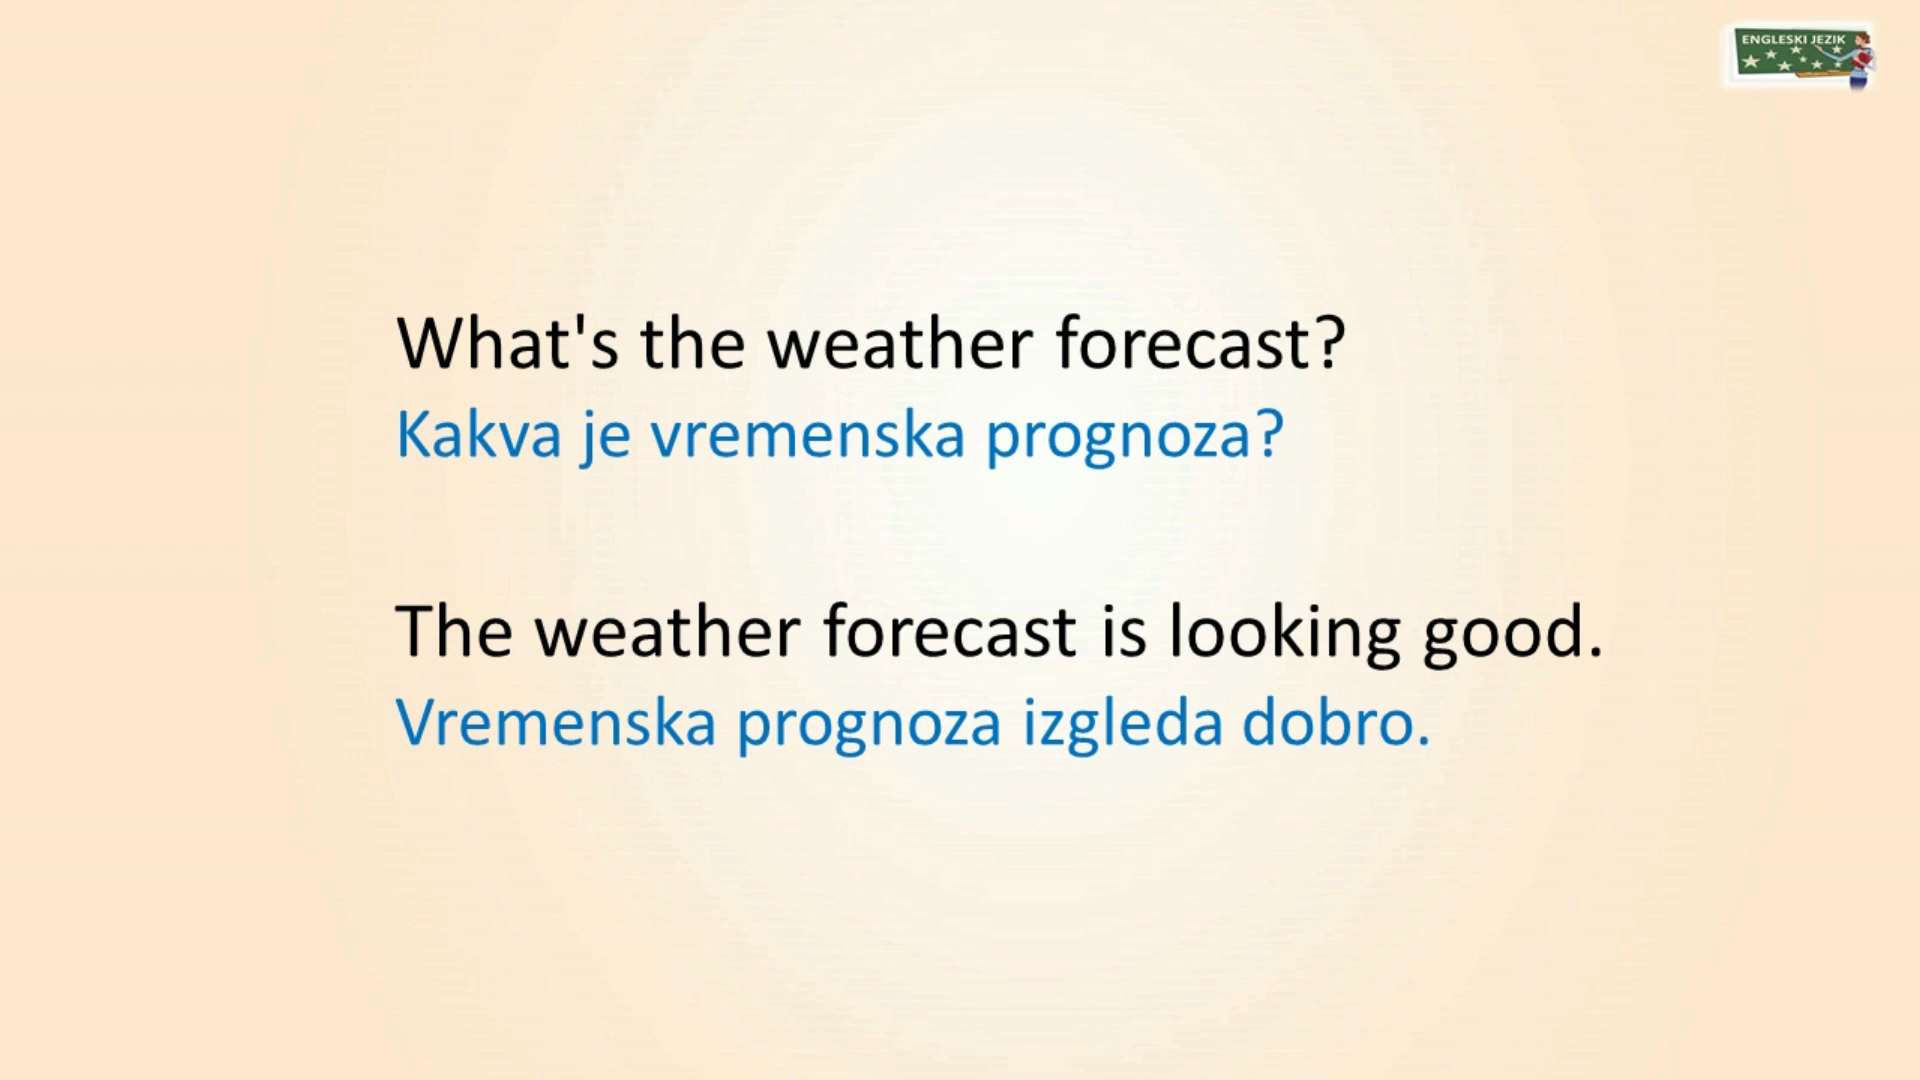 ENGLESKI JEZIK
What's the weather forecast?
Kakva je vremenska prognoza?
The weather forecast is looking good.
Vremenska prognoza izgleda dobro.